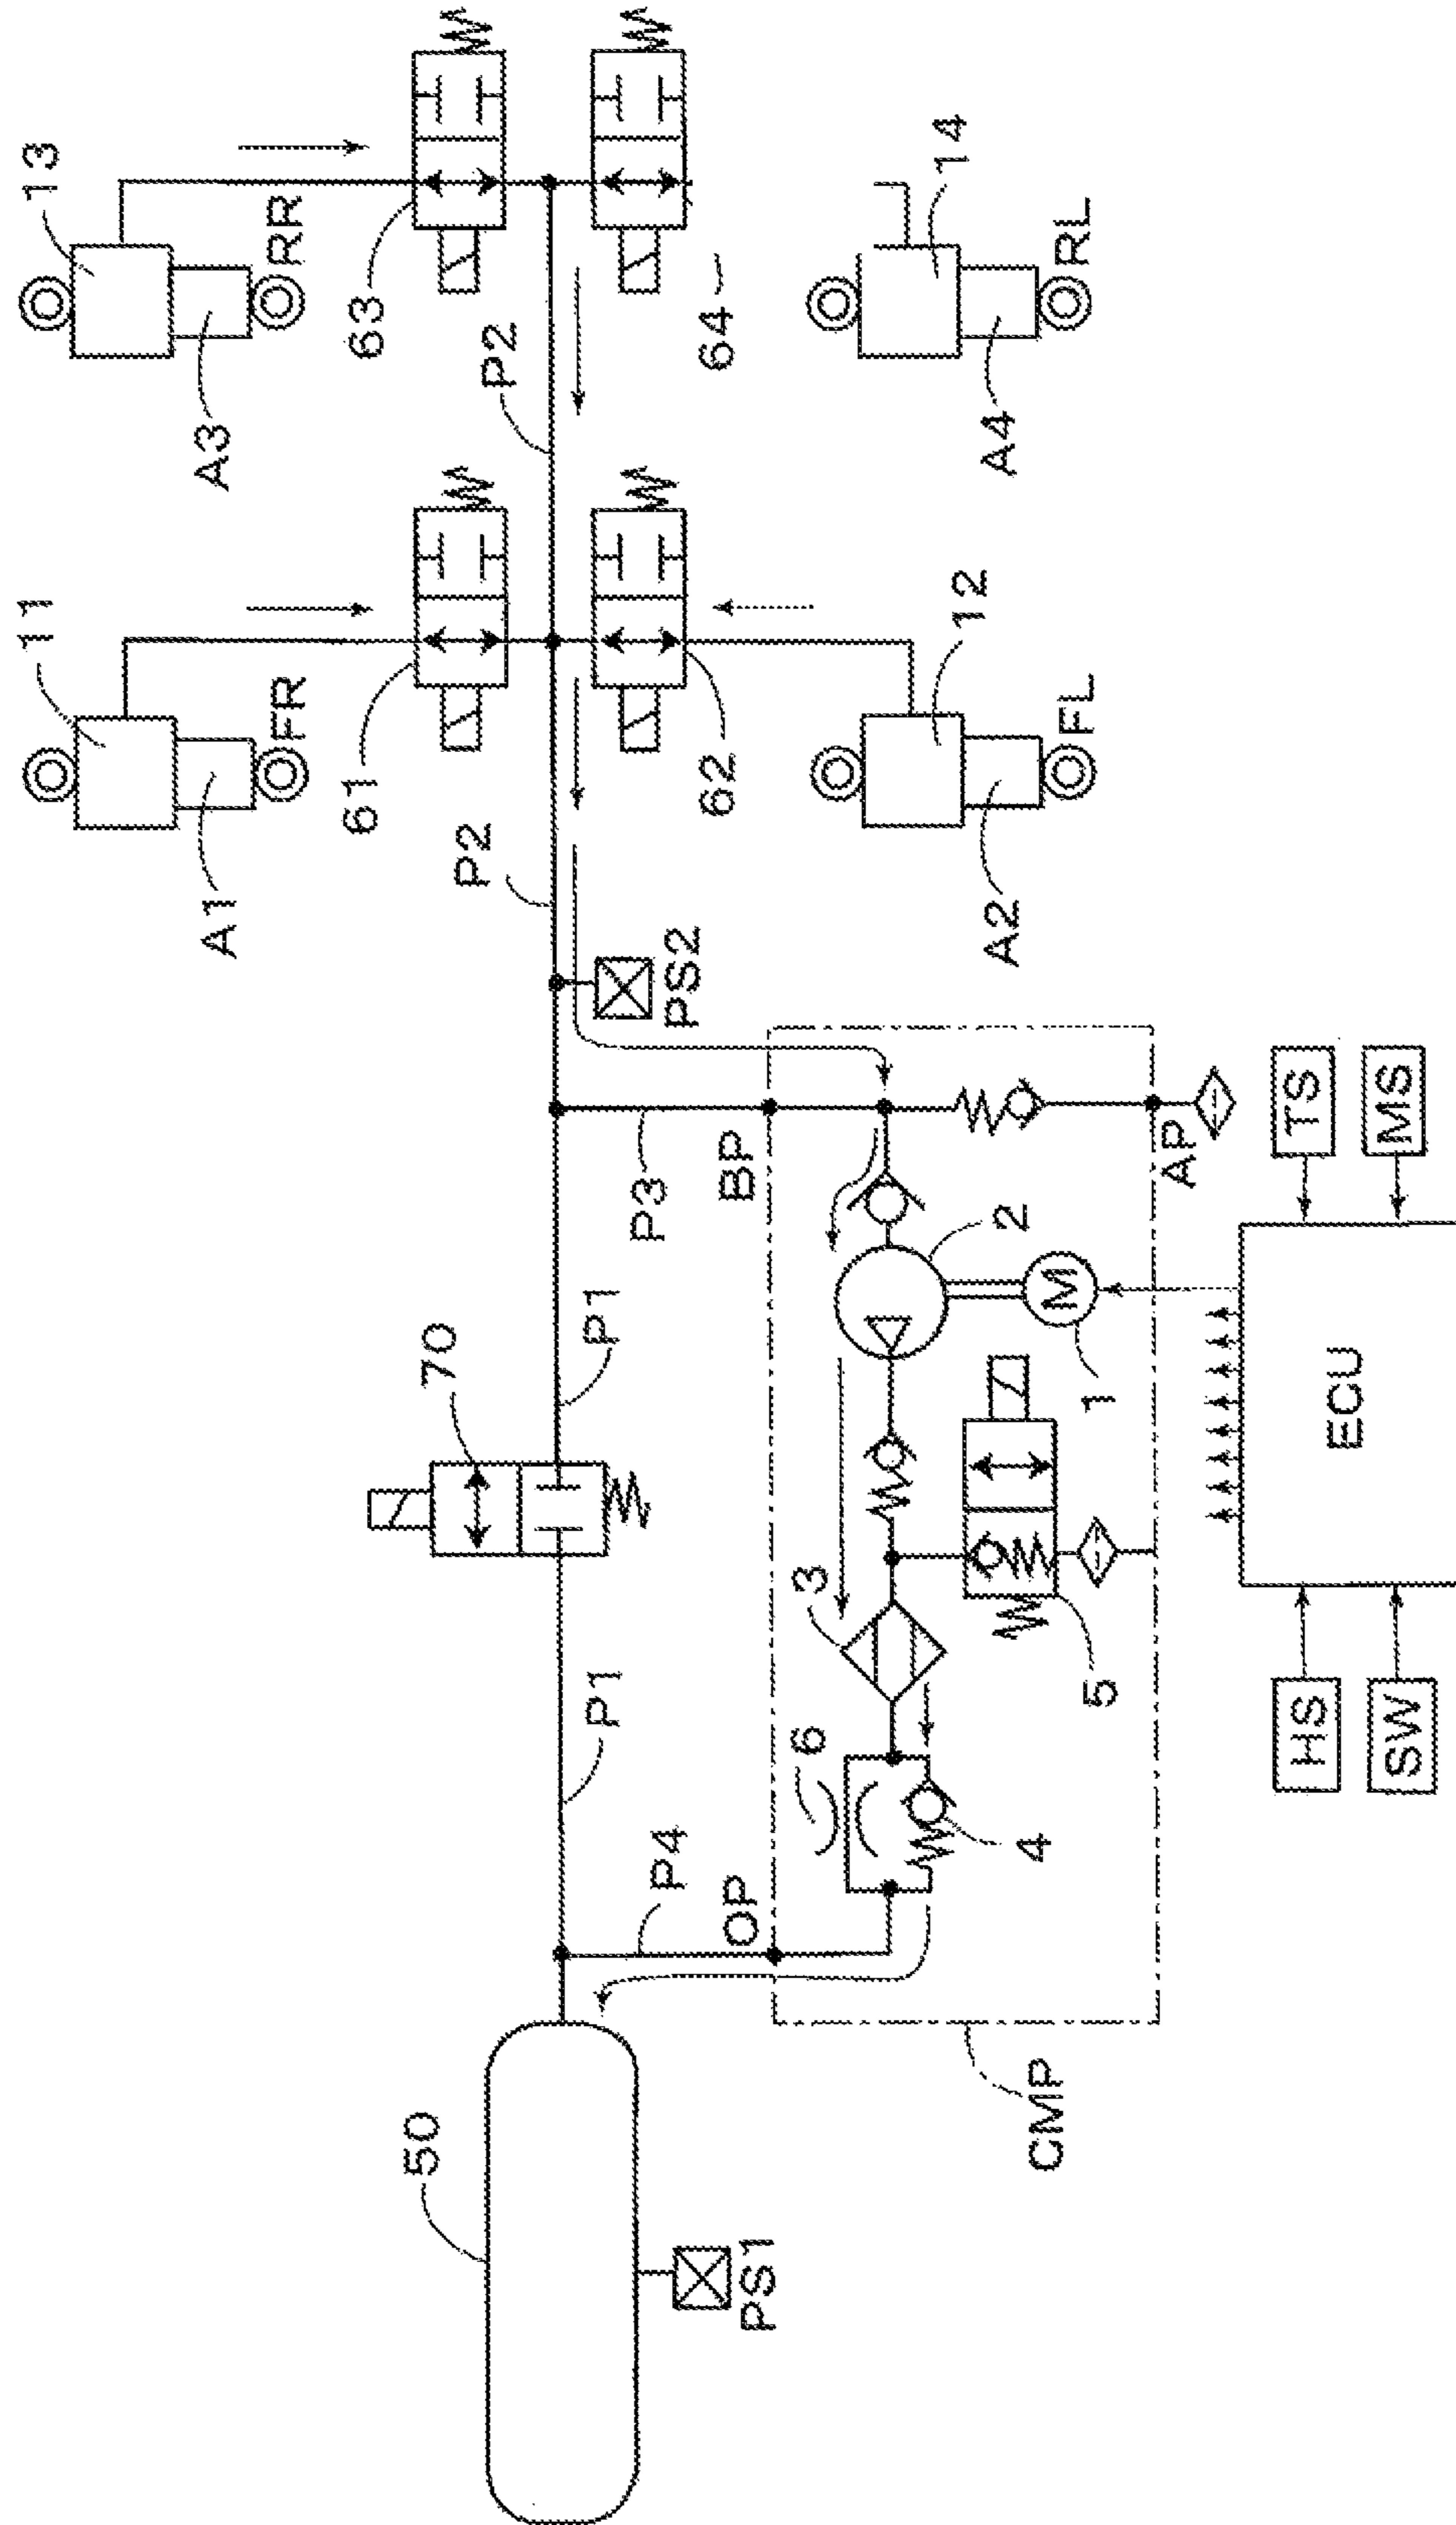 13
RR
A3
63
64
14
RL
A4
P2
11
FR
A1
61
62
12
FL
A2
P2
PS2
P3
BP
AP
TS
MS
2
M
1
P1
70
ECU
3
5
HS
SW
P1
6
4
P4
OP
CMP
50
PS1